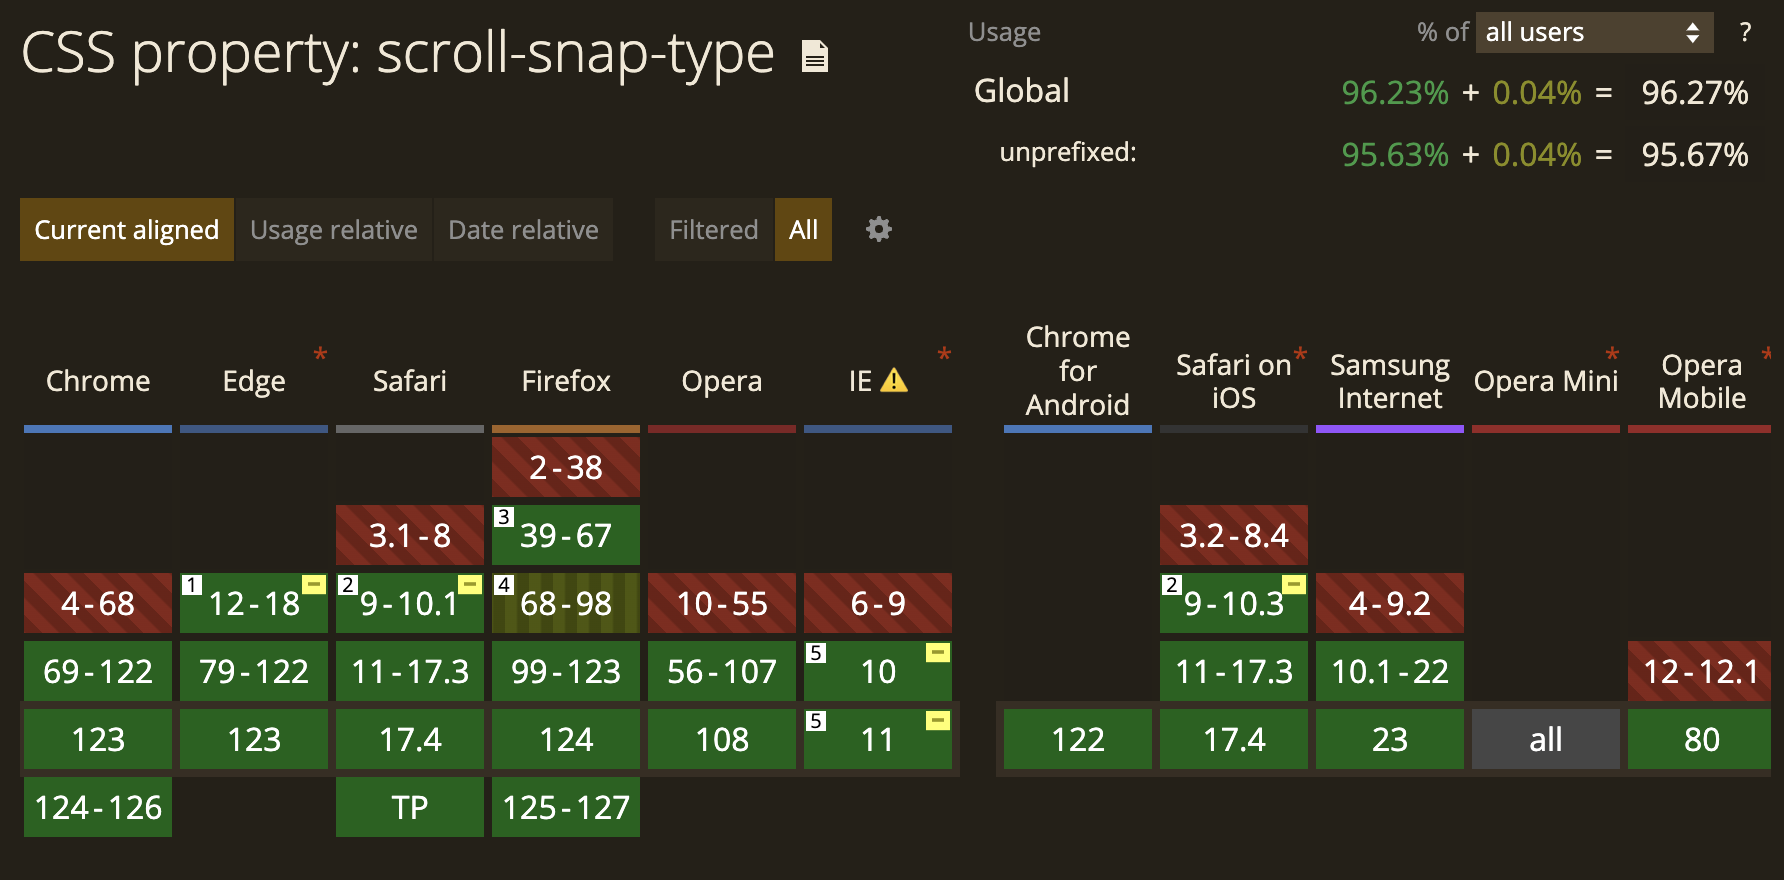 CSS property: scroll-snap-type
Usage
% of all users ?
Global
96.23% + 0.04% = 96.27%
unprefixed:
95.63% + 0.04% = 95.67%
Current aligned Usage relative Date relative Filtered All
Chrome
Edge *
Safari
Firefox
Opera
IE *
Chrome for Android
Safari on iOS *
Samsung Internet
Opera Mini *
Opera Mobile *
2-38
3.1-8
3 39-67
3.2-8.4
4-68
1 12-18 -
2 9-10.1 -
4 68-98
10-55
6-9
2 9-10.3 -
4-9.2
69-122
79-122
11-17.3
99-123
56-107
5 10 -
11-17.3
10.1-22
12-12.1
123
123
17.4
124
108
5 11 -
122
17.4
23
all
80
124-126
TP
125-127